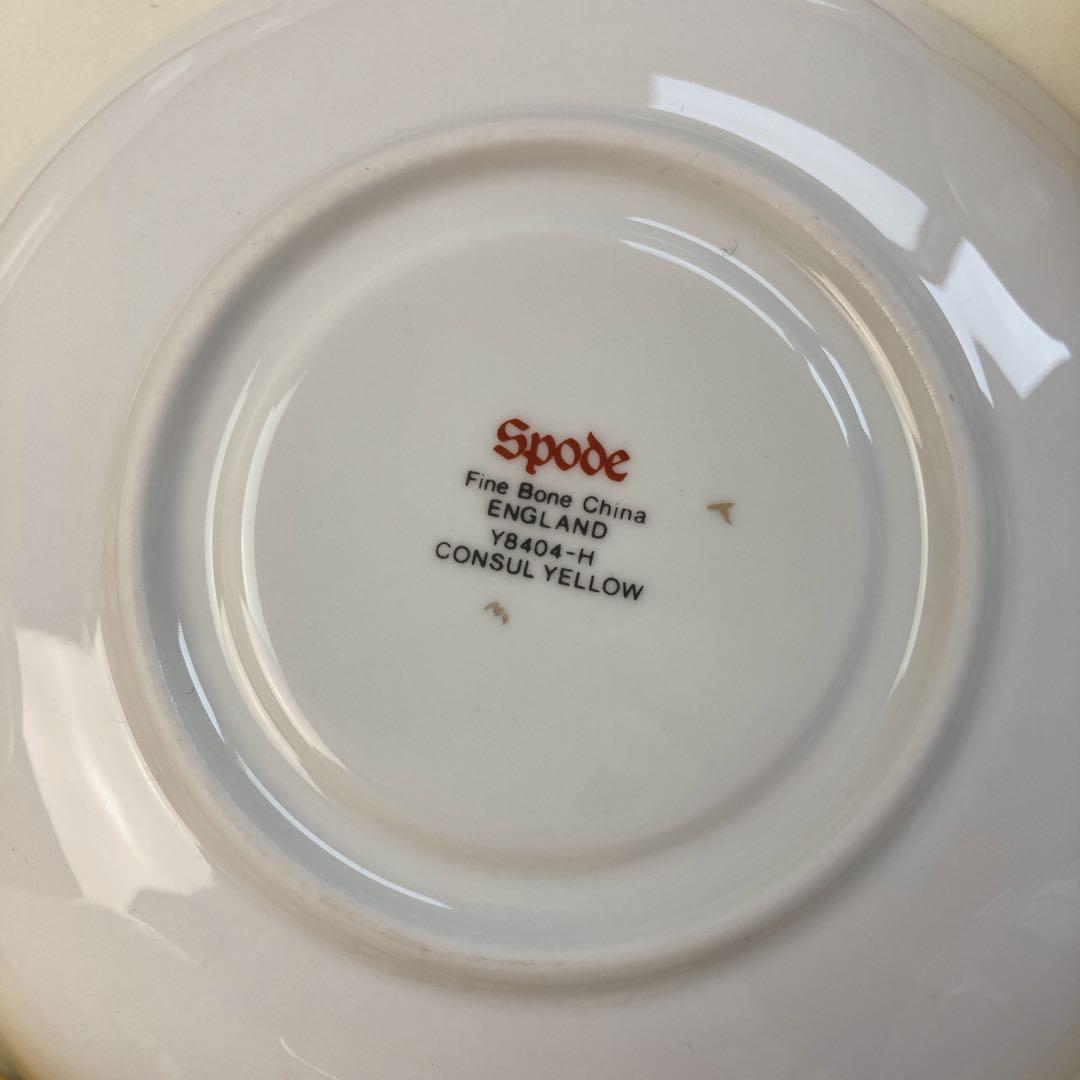 Spode
Fine Bone China
ENGLAND
Y8404-H
CONSUL YELLOW